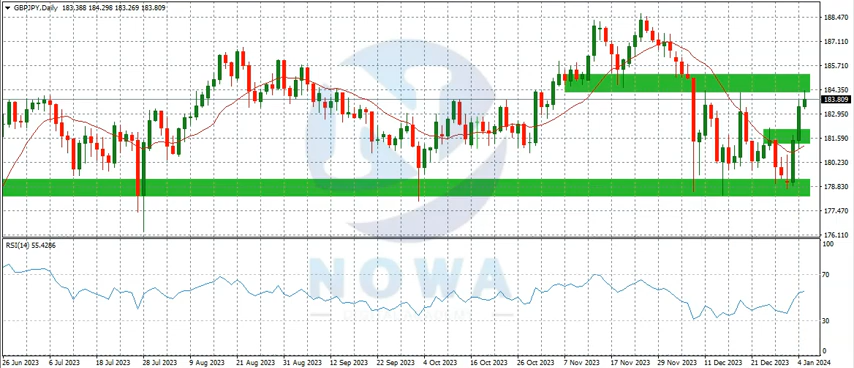 GBPJPY,Daily 183.388 184.298 183.269 183.809
188.470
187.110
185.710
184.350
183.809
182.950
181.590
180.230
178.830
177.470
176.110
NOWA
RSI(14) 55.4286
100
70
30
0
26 Jun 2023
6 Jul 2023
18 Jul 2023
28 Jul 2023
9 Aug 2023
21 Aug 2023
31 Aug 2023
12 Sep 2023
22 Sep 2023
4 Oct 2023
16 Oct 2023
26 Oct 2023
7 Nov 2023
17 Nov 2023
29 Nov 2023
11 Dec 2023
21 Dec 2023
4 Jan 2024